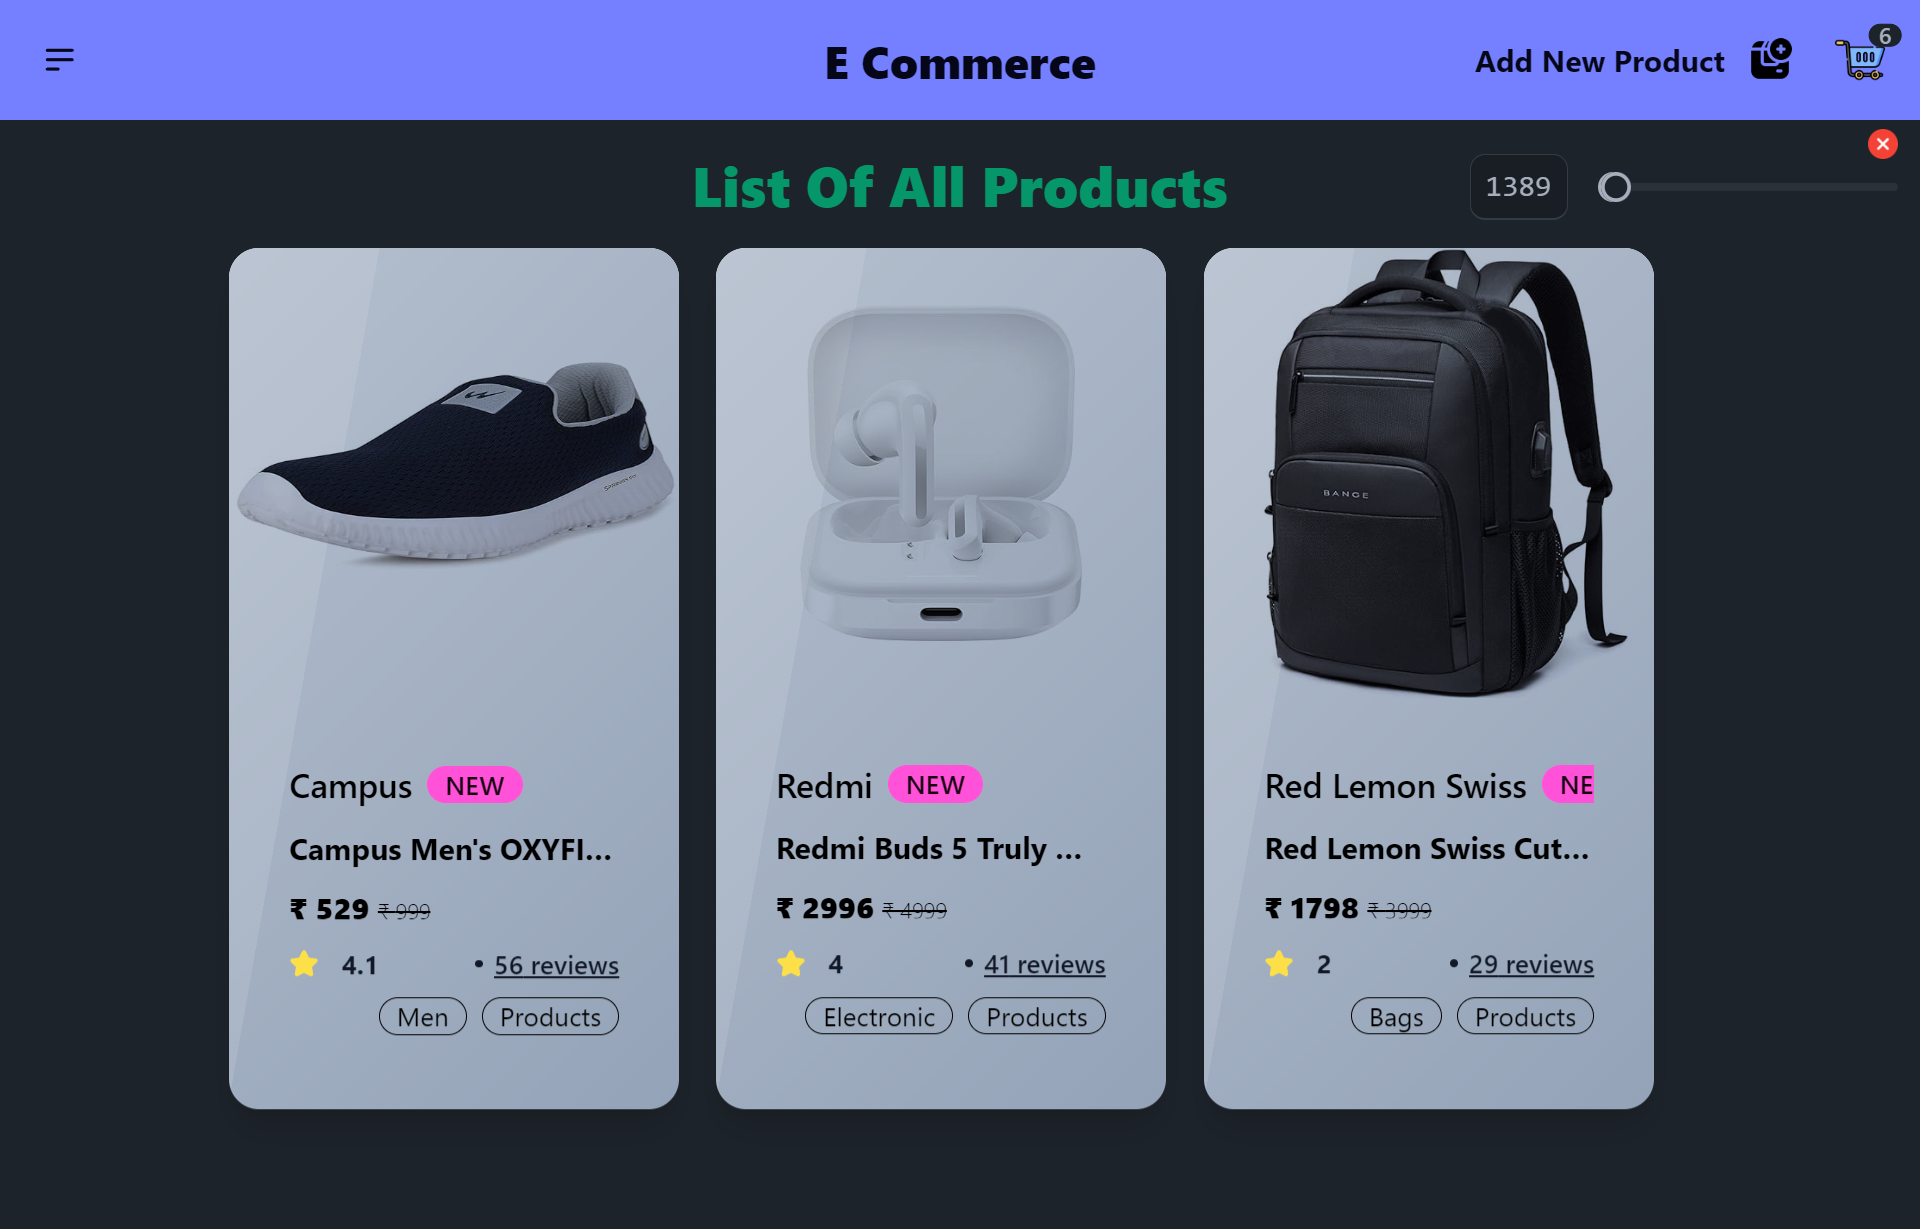 E Commerce
Add New Product
6
List Of All Products
1389
BANGE
Campus NEW
Campus Men's OXYFI...
₹ 529 ₹ 999
4.1 • 56 reviews
Men Products
Redmi NEW
Redmi Buds 5 Truly ...
₹ 2996 ₹ 4999
4 • 41 reviews
Electronic Products
Red Lemon Swiss NE
Red Lemon Swiss Cut...
₹ 1798 ₹ 3999
2 • 29 reviews
Bags Products